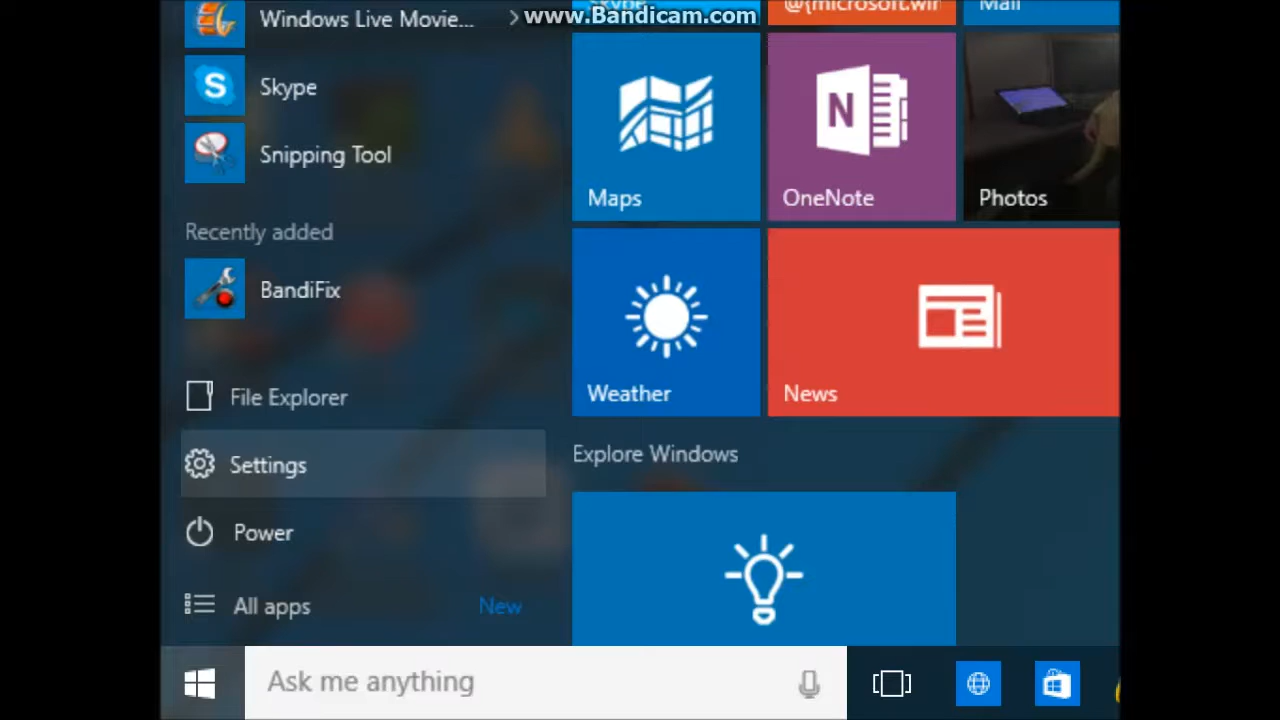 www.Bandicam.com
Windows Live Movie...
Skype
Snipping Tool
Recently added
BandiFix
File Explorer
Settings
Power
All apps New
Skype
Mail
Maps
OneNote
Photos
Weather
News
Explore Windows
Ask me anything